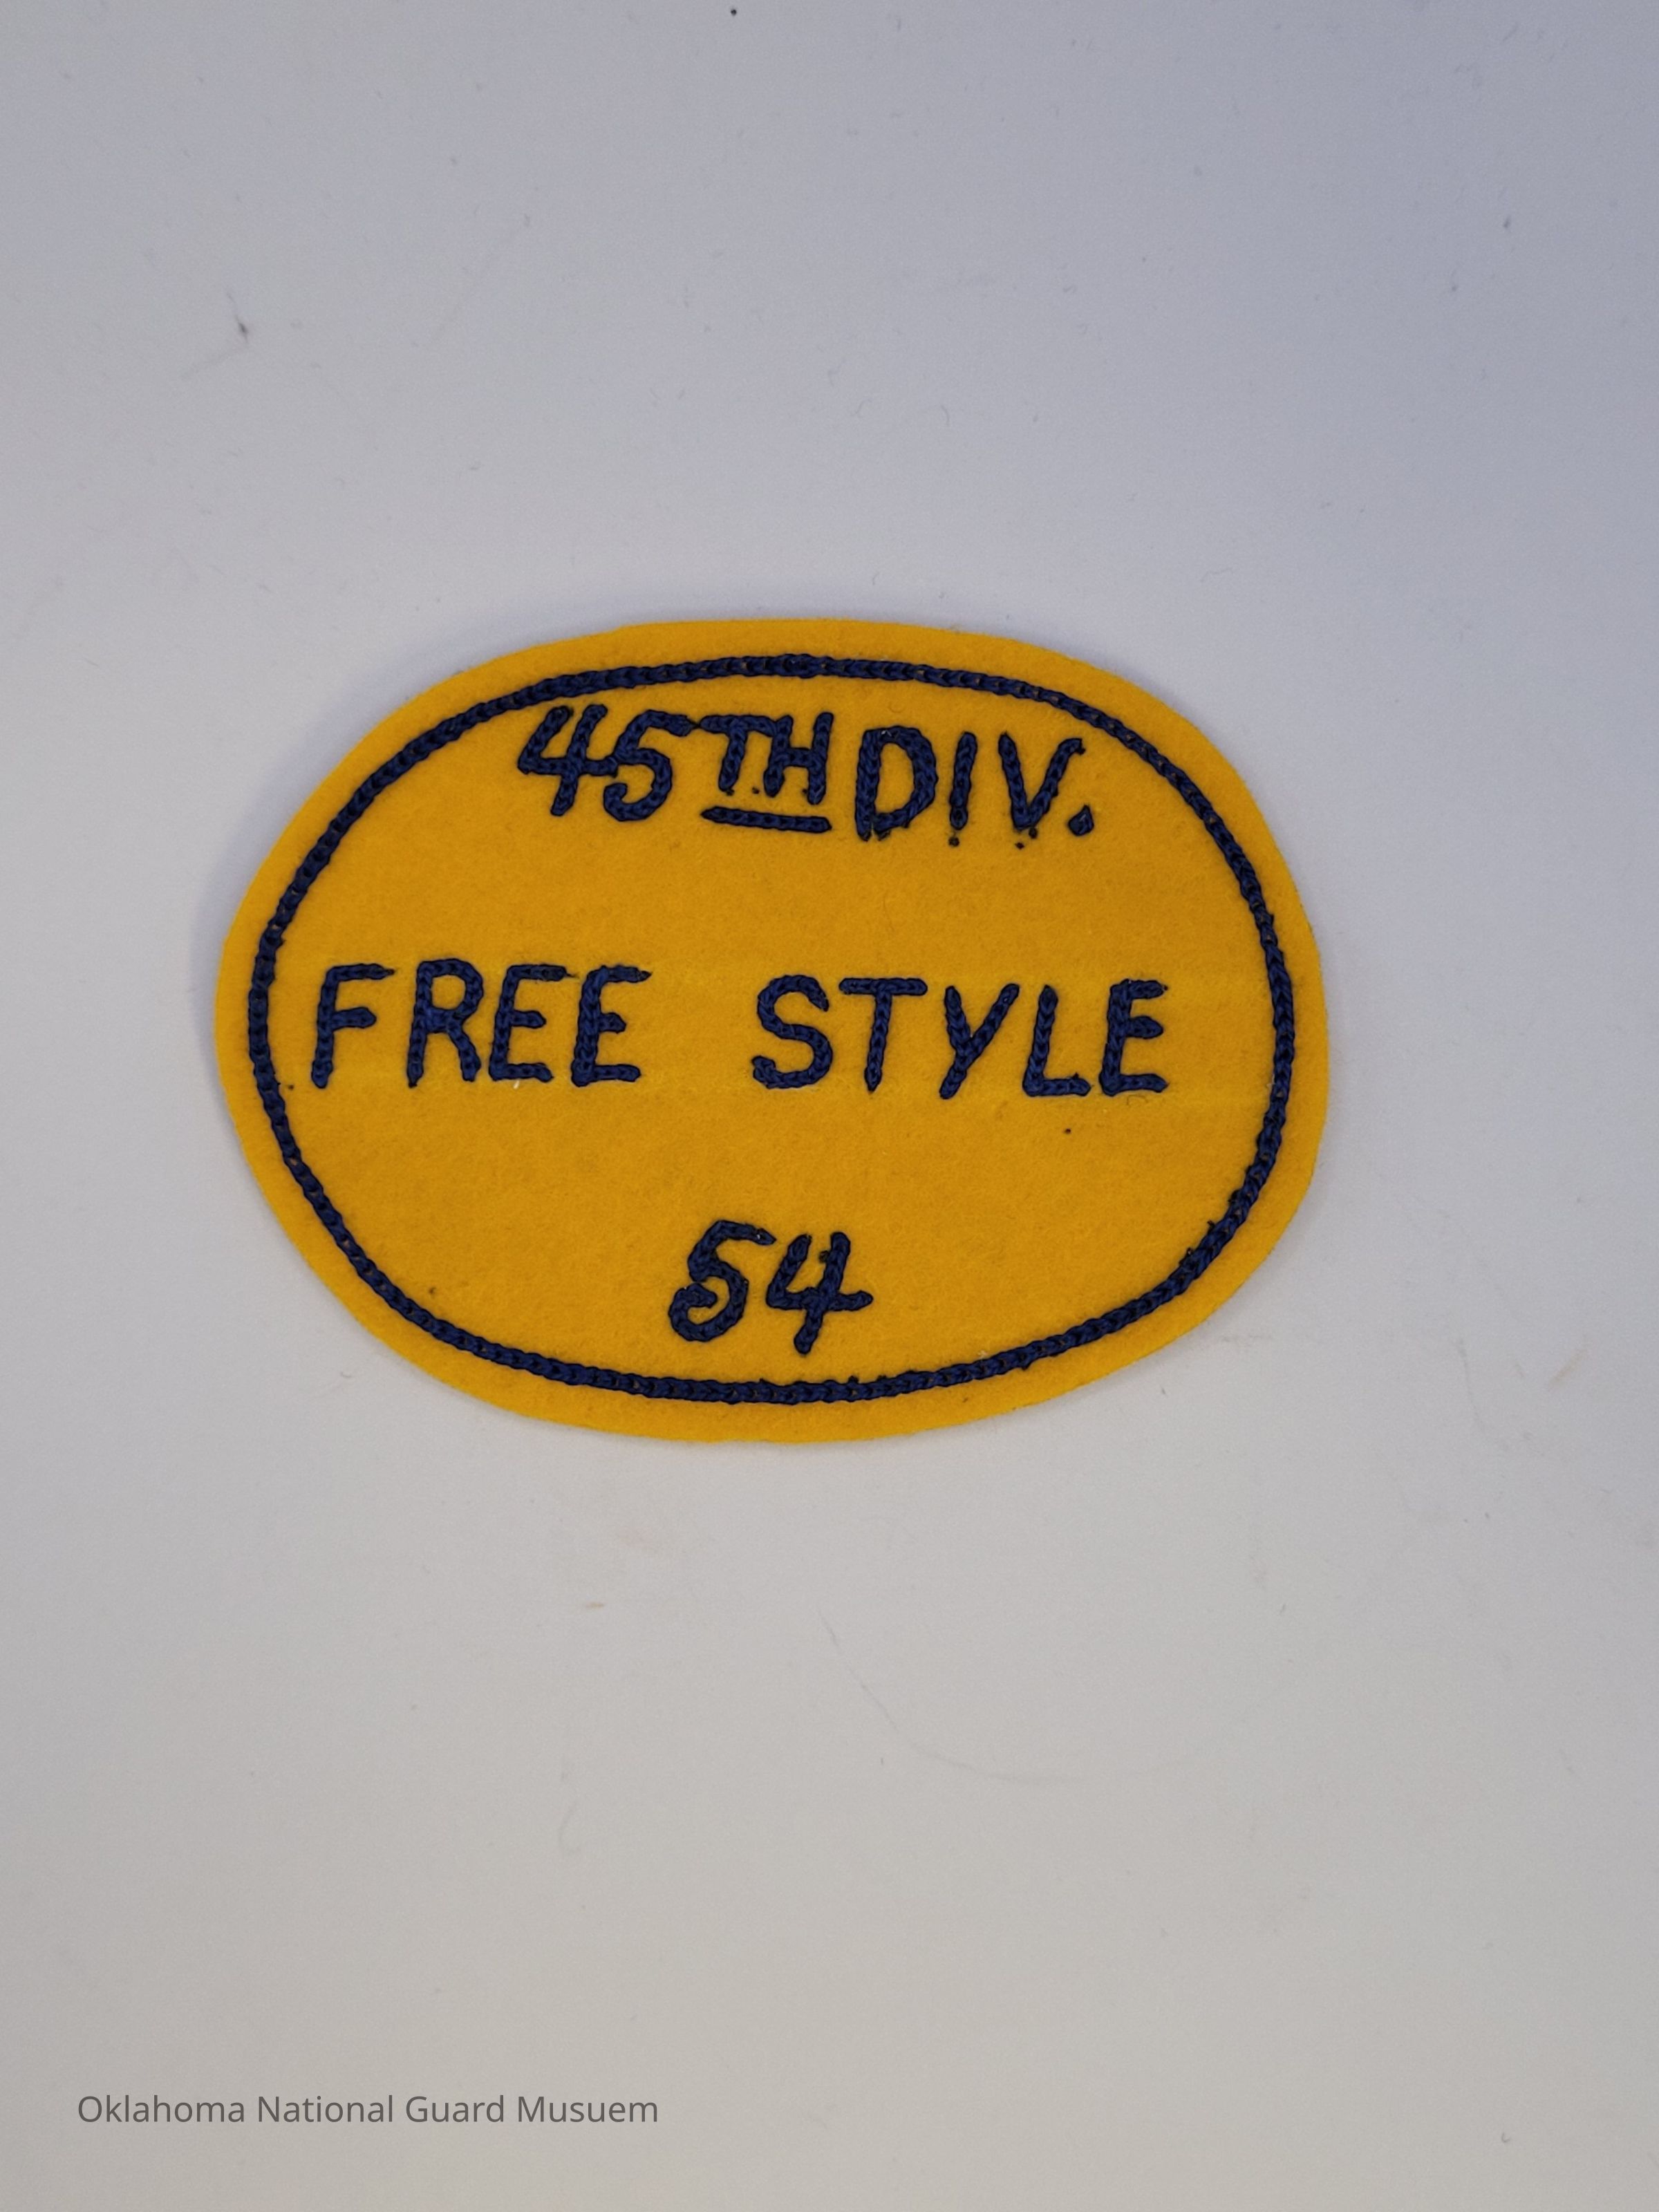 45TH DIV.
FREE STYLE
54
Oklahoma National Guard Musuem